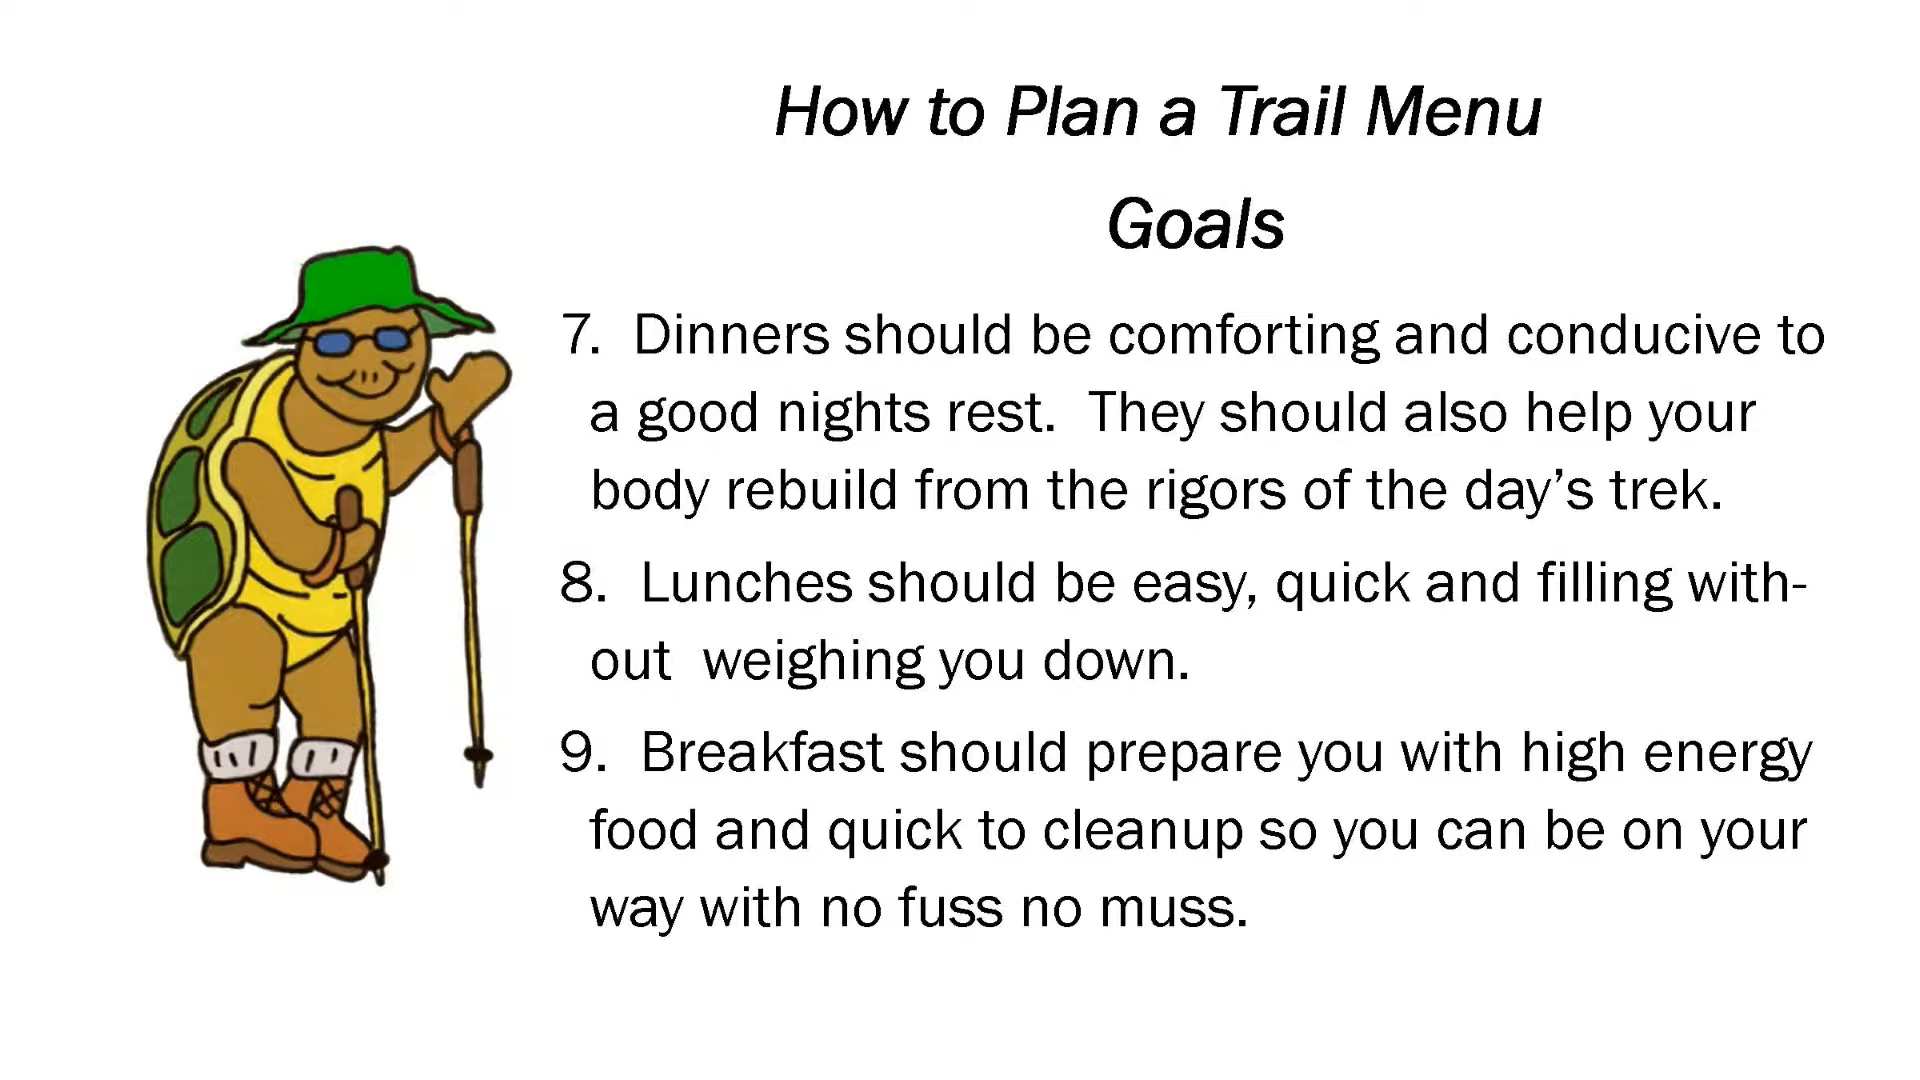 How to Plan a Trail Menu
Goals
7.  Dinners should be comforting and conducive to
a good nights rest.  They should also help your
body rebuild from the rigors of the day’s trek.
8.  Lunches should be easy, quick and filling with-
out  weighing you down.
9.  Breakfast should prepare you with high energy
food and quick to cleanup so you can be on your
way with no fuss no muss.